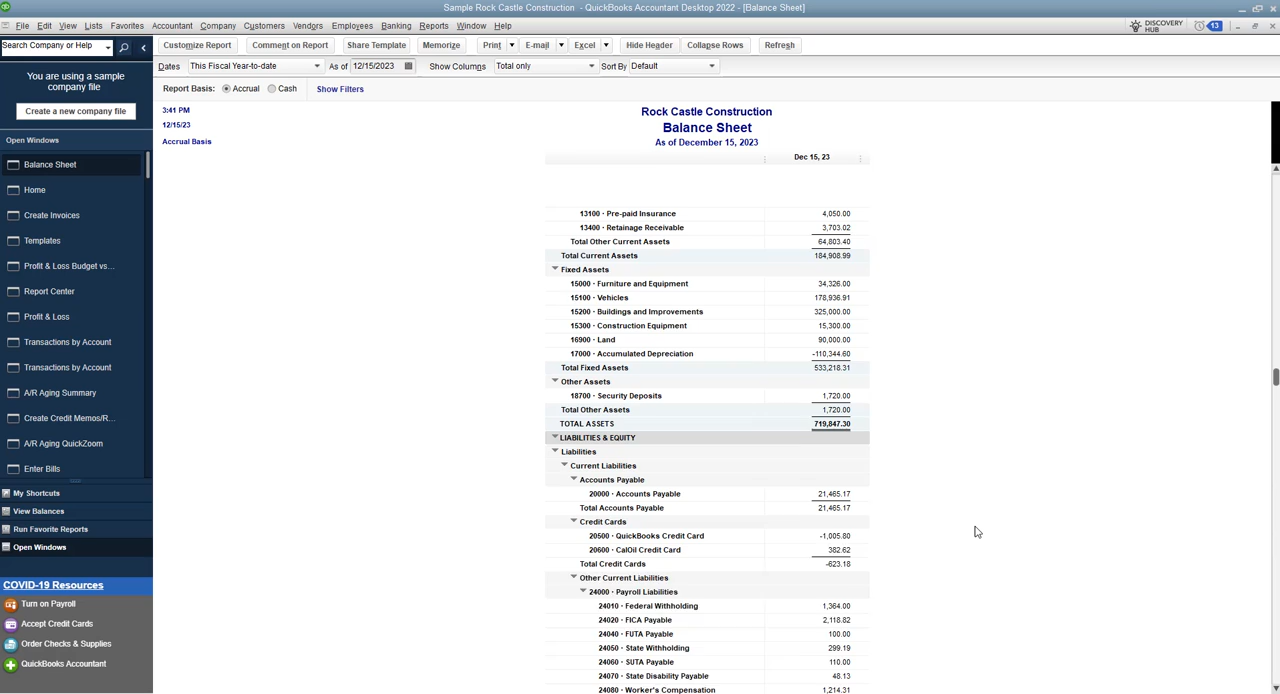 Sample Rock Castle Construction - QuickBooks Accountant Desktop 2022 - [Balance Sheet]
File Edit View Lists Favorites Accountant Company Customers Vendors Employees Banking Reports Window Help
DISCOVERY HUB 13
Search Company or Help
Customize Report Comment on Report Share Template Memorize Print E-mail Excel Hide Header Collapse Rows Refresh
Dates This Fiscal Year-to-date As of 12/15/2023 Show Columns Total only Sort By Default
Report Basis: Accrual Cash Show Filters
You are using a sample
company file
Create a new company file
Open Windows
Balance Sheet
Home
Create Invoices
Templates
Profit & Loss Budget vs...
Report Center
Profit & Loss
Transactions by Account
Transactions by Account
A/R Aging Summary
Create Credit Memos/R...
A/R Aging QuickZoom
Enter Bills
My Shortcuts
View Balances
Run Favorite Reports
Open Windows
COVID-19 Resources
Turn on Payroll
Accept Credit Cards
Order Checks & Supplies
QuickBooks Accountant
3:41 PM
12/15/23
Accrual Basis
Rock Castle Construction
Balance Sheet
As of December 15, 2023
Dec 15, 23
13100 · Pre-paid Insurance 4,050.00
13400 · Retainage Receivable 3,703.02
Total Other Current Assets 64,803.40
Total Current Assets 184,908.99
Fixed Assets
15000 · Furniture and Equipment 34,326.00
15100 · Vehicles 178,936.91
15200 · Buildings and Improvements 325,000.00
15300 · Construction Equipment 15,300.00
16900 · Land 90,000.00
17000 · Accumulated Depreciation -110,344.60
Total Fixed Assets 533,218.31
Other Assets
18700 · Security Deposits 1,720.00
Total Other Assets 1,720.00
TOTAL ASSETS 719,847.30
LIABILITIES & EQUITY
Liabilities
Current Liabilities
Accounts Payable
20000 · Accounts Payable 21,465.17
Total Accounts Payable 21,465.17
Credit Cards
20500 · QuickBooks Credit Card -1,005.80
20600 · CalOil Credit Card 382.62
Total Credit Cards -623.18
Other Current Liabilities
24000 · Payroll Liabilities
24010 · Federal Withholding 1,364.00
24020 · FICA Payable 2,118.82
24040 · FUTA Payable 100.00
24050 · State Withholding 299.19
24060 · SUTA Payable 110.00
24070 · State Disability Payable 48.13
24080 · Worker's Compensation 1,214.31